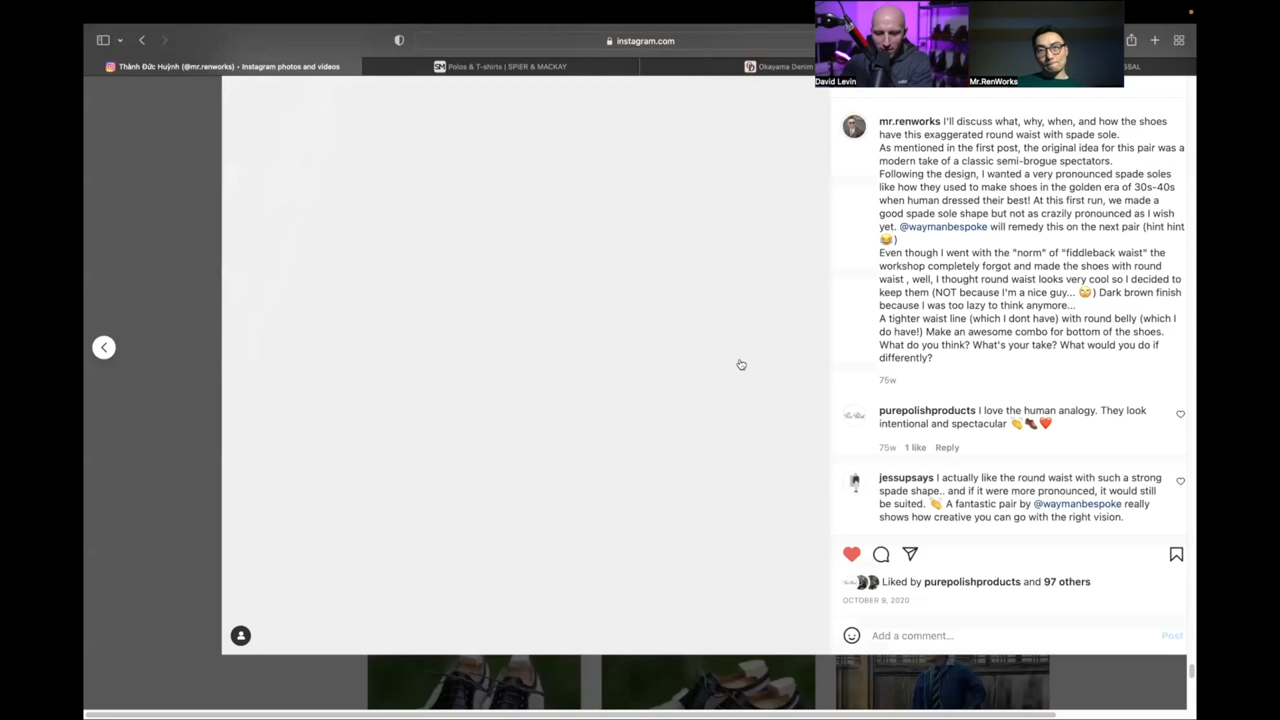 instagram.com
Thành Đức Huỳnh (@mr.renworks) • Instagram photos and videos
Polos & T-shirts | SPIER & MACKAY
Okayama Denim
SSAL
David Levin
Mr.RenWorks
mr.renworks I'll discuss what, why, when, and how the shoes
have this exaggerated round waist with spade sole.
As mentioned in the first post, the original idea for this pair was a
modern take of a classic semi-brogue spectators.
Following the design, I wanted a very pronounced spade soles
like how they used to make shoes in the golden era of 30s-40s
when human dressed their best! At this first run, we made a
good spade sole shape but not as crazily pronounced as I wish
yet. @waymanbespoke will remedy this on the next pair (hint hint
😂)
Even though I went with the "norm" of "fiddleback waist" the
workshop completely forgot and made the shoes with round
waist , well, I thought round waist looks very cool so I decided to
keep them (NOT because I'm a nice guy... 🧐) Dark brown finish
because I was too lazy to think anymore...
A tighter waist line (which I dont have) with round belly (which I
do have!) Make an awesome combo for bottom of the shoes.
What do you think? What's your take? What would you do if
differently?
75w
purepolishproducts I love the human analogy. They look
intentional and spectacular 👏👞❤️
75w 1 like Reply
jessupsays I actually like the round waist with such a strong
spade shape.. and if it were more pronounced, it would still
be suited. 👏 A fantastic pair by @waymanbespoke really
shows how creative you can go with the right vision.
Liked by purepolishproducts and 97 others
OCTOBER 9, 2020
Add a comment...
Post